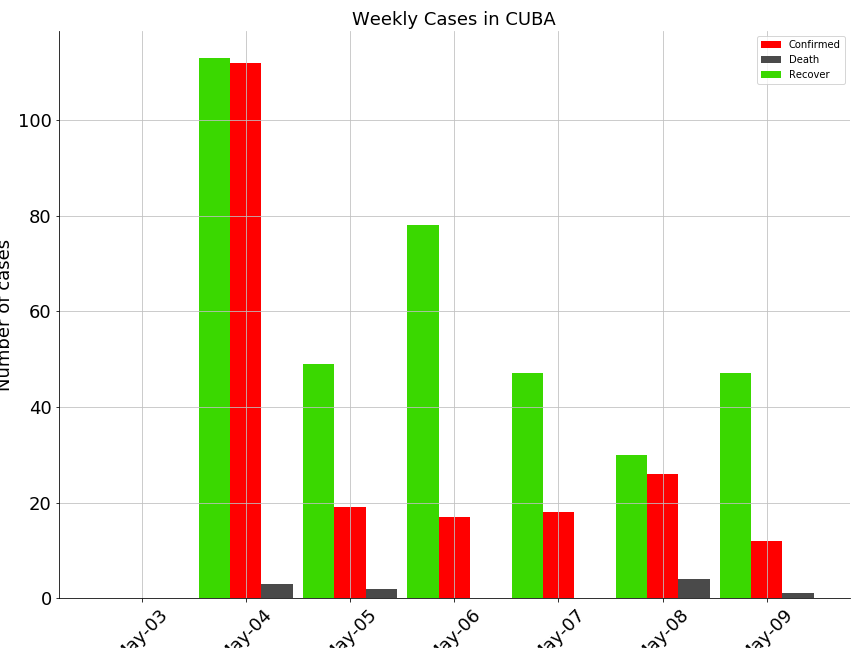 Weekly Cases in CUBA
Confirmed
Death
Recover
Number of cases
100
80
60
40
20
0
May-03
May-04
May-05
May-06
May-07
May-08
May-09